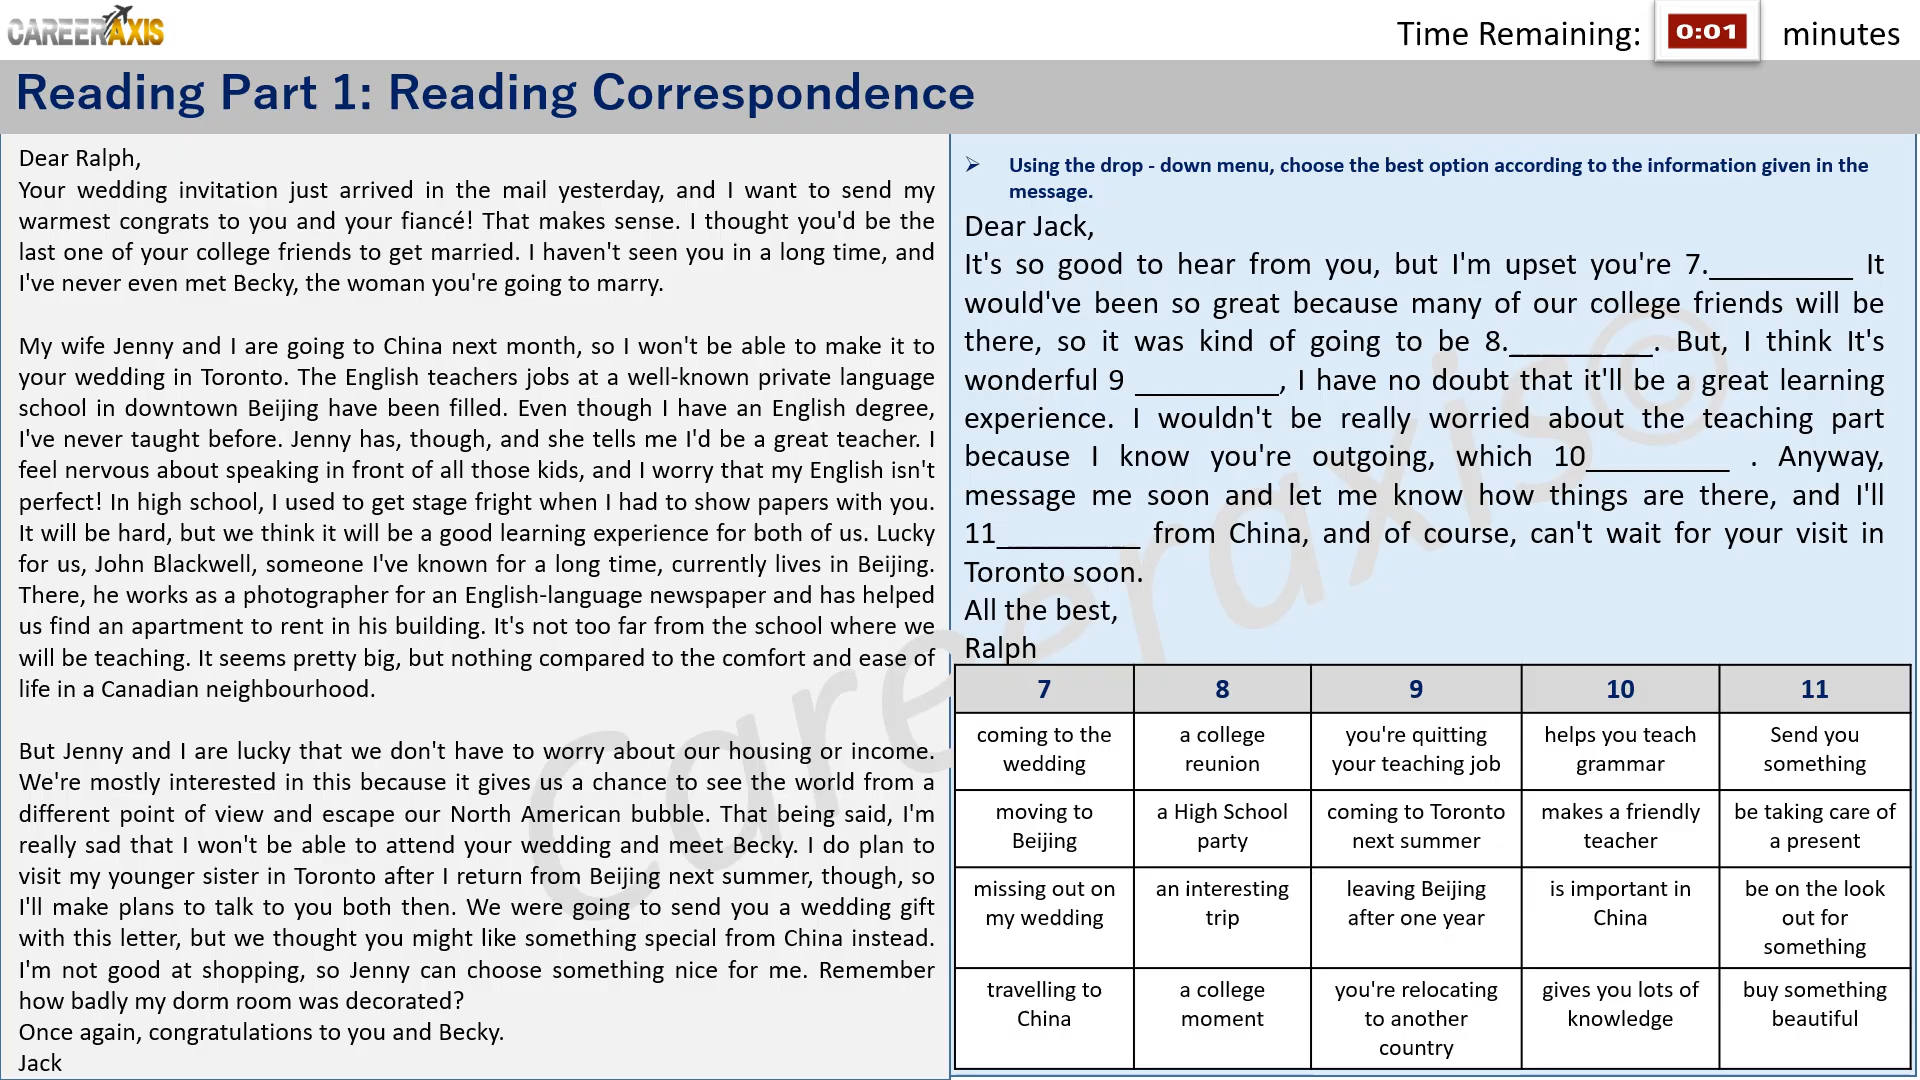 CAREERAXIS
Time Remaining: 0:01 minutes
Reading Part 1: Reading Correspondence
Dear Ralph,
Your wedding invitation just arrived in the mail yesterday, and I want to send my
warmest congrats to you and your fiancé! That makes sense. I thought you'd be the
last one of your college friends to get married. I haven't seen you in a long time, and
I've never even met Becky, the woman you're going to marry.
My wife Jenny and I are going to China next month, so I won't be able to make it to
your wedding in Toronto. The English teachers jobs at a well-known private language
school in downtown Beijing have been filled. Even though I have an English degree,
I've never taught before. Jenny has, though, and she tells me I'd be a great teacher. I
feel nervous about speaking in front of all those kids, and I worry that my English isn't
perfect! In high school, I used to get stage fright when I had to show papers with you.
It will be hard, but we think it will be a good learning experience for both of us. Lucky
for us, John Blackwell, someone I've known for a long time, currently lives in Beijing.
There, he works as a photographer for an English-language newspaper and has helped
us find an apartment to rent in his building. It's not too far from the school where we
will be teaching. It seems pretty big, but nothing compared to the comfort and ease of
life in a Canadian neighbourhood.
But Jenny and I are lucky that we don't have to worry about our housing or income.
We're mostly interested in this because it gives us a chance to see the world from a
different point of view and escape our North American bubble. That being said, I'm
really sad that I won't be able to attend your wedding and meet Becky. I do plan to
visit my younger sister in Toronto after I return from Beijing next summer, though, so
I'll make plans to talk to you both then. We were going to send you a wedding gift
with this letter, but we thought you might like something special from China instead.
I'm not good at shopping, so Jenny can choose something nice for me. Remember
how badly my dorm room was decorated?
Once again, congratulations to you and Becky.
Jack
➢ Using the drop - down menu, choose the best option according to the information given in the
message.
Dear Jack,
It's so good to hear from you, but I'm upset you're 7.__________ It
would've been so great because many of our college friends will be
there, so it was kind of going to be 8.__________. But, I think It's
wonderful 9 __________, I have no doubt that it'll be a great learning
experience. I wouldn't be really worried about the teaching part
because I know you're outgoing, which 10__________ . Anyway,
message me soon and let me know how things are there, and I'll
11__________ from China, and of course, can't wait for your visit in
Toronto soon.
All the best,
Ralph
7 8 9 10 11
coming to the a college you're quitting helps you teach Send you
wedding reunion your teaching job grammar something
moving to a High School coming to Toronto makes a friendly be taking care of
Beijing party next summer teacher a present
missing out on an interesting leaving Beijing is important in be on the look
my wedding trip after one year China out for
something
travelling to a college you're relocating gives you lots of buy something
China moment to another knowledge beautiful
country
Careeraxis©